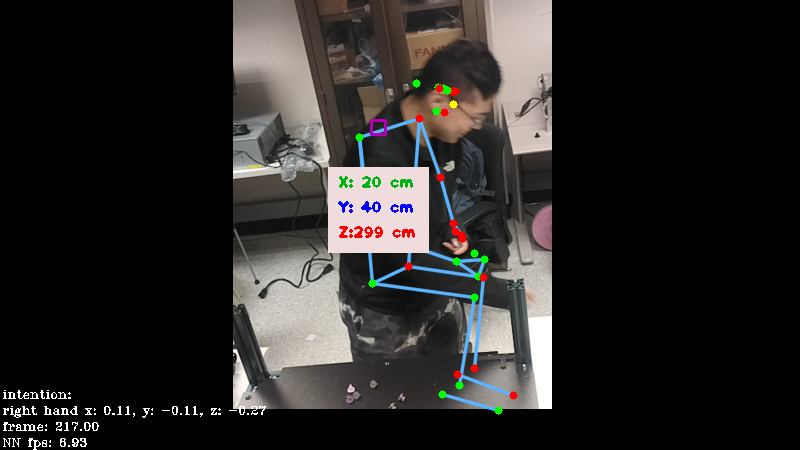 FAN
X: 20 cm
Y: 40 cm
Z:299 cm
intention:
right hand x: 0.11, y: −0.11, z: −0.27
frame: 217.00
NN fps: 6.93